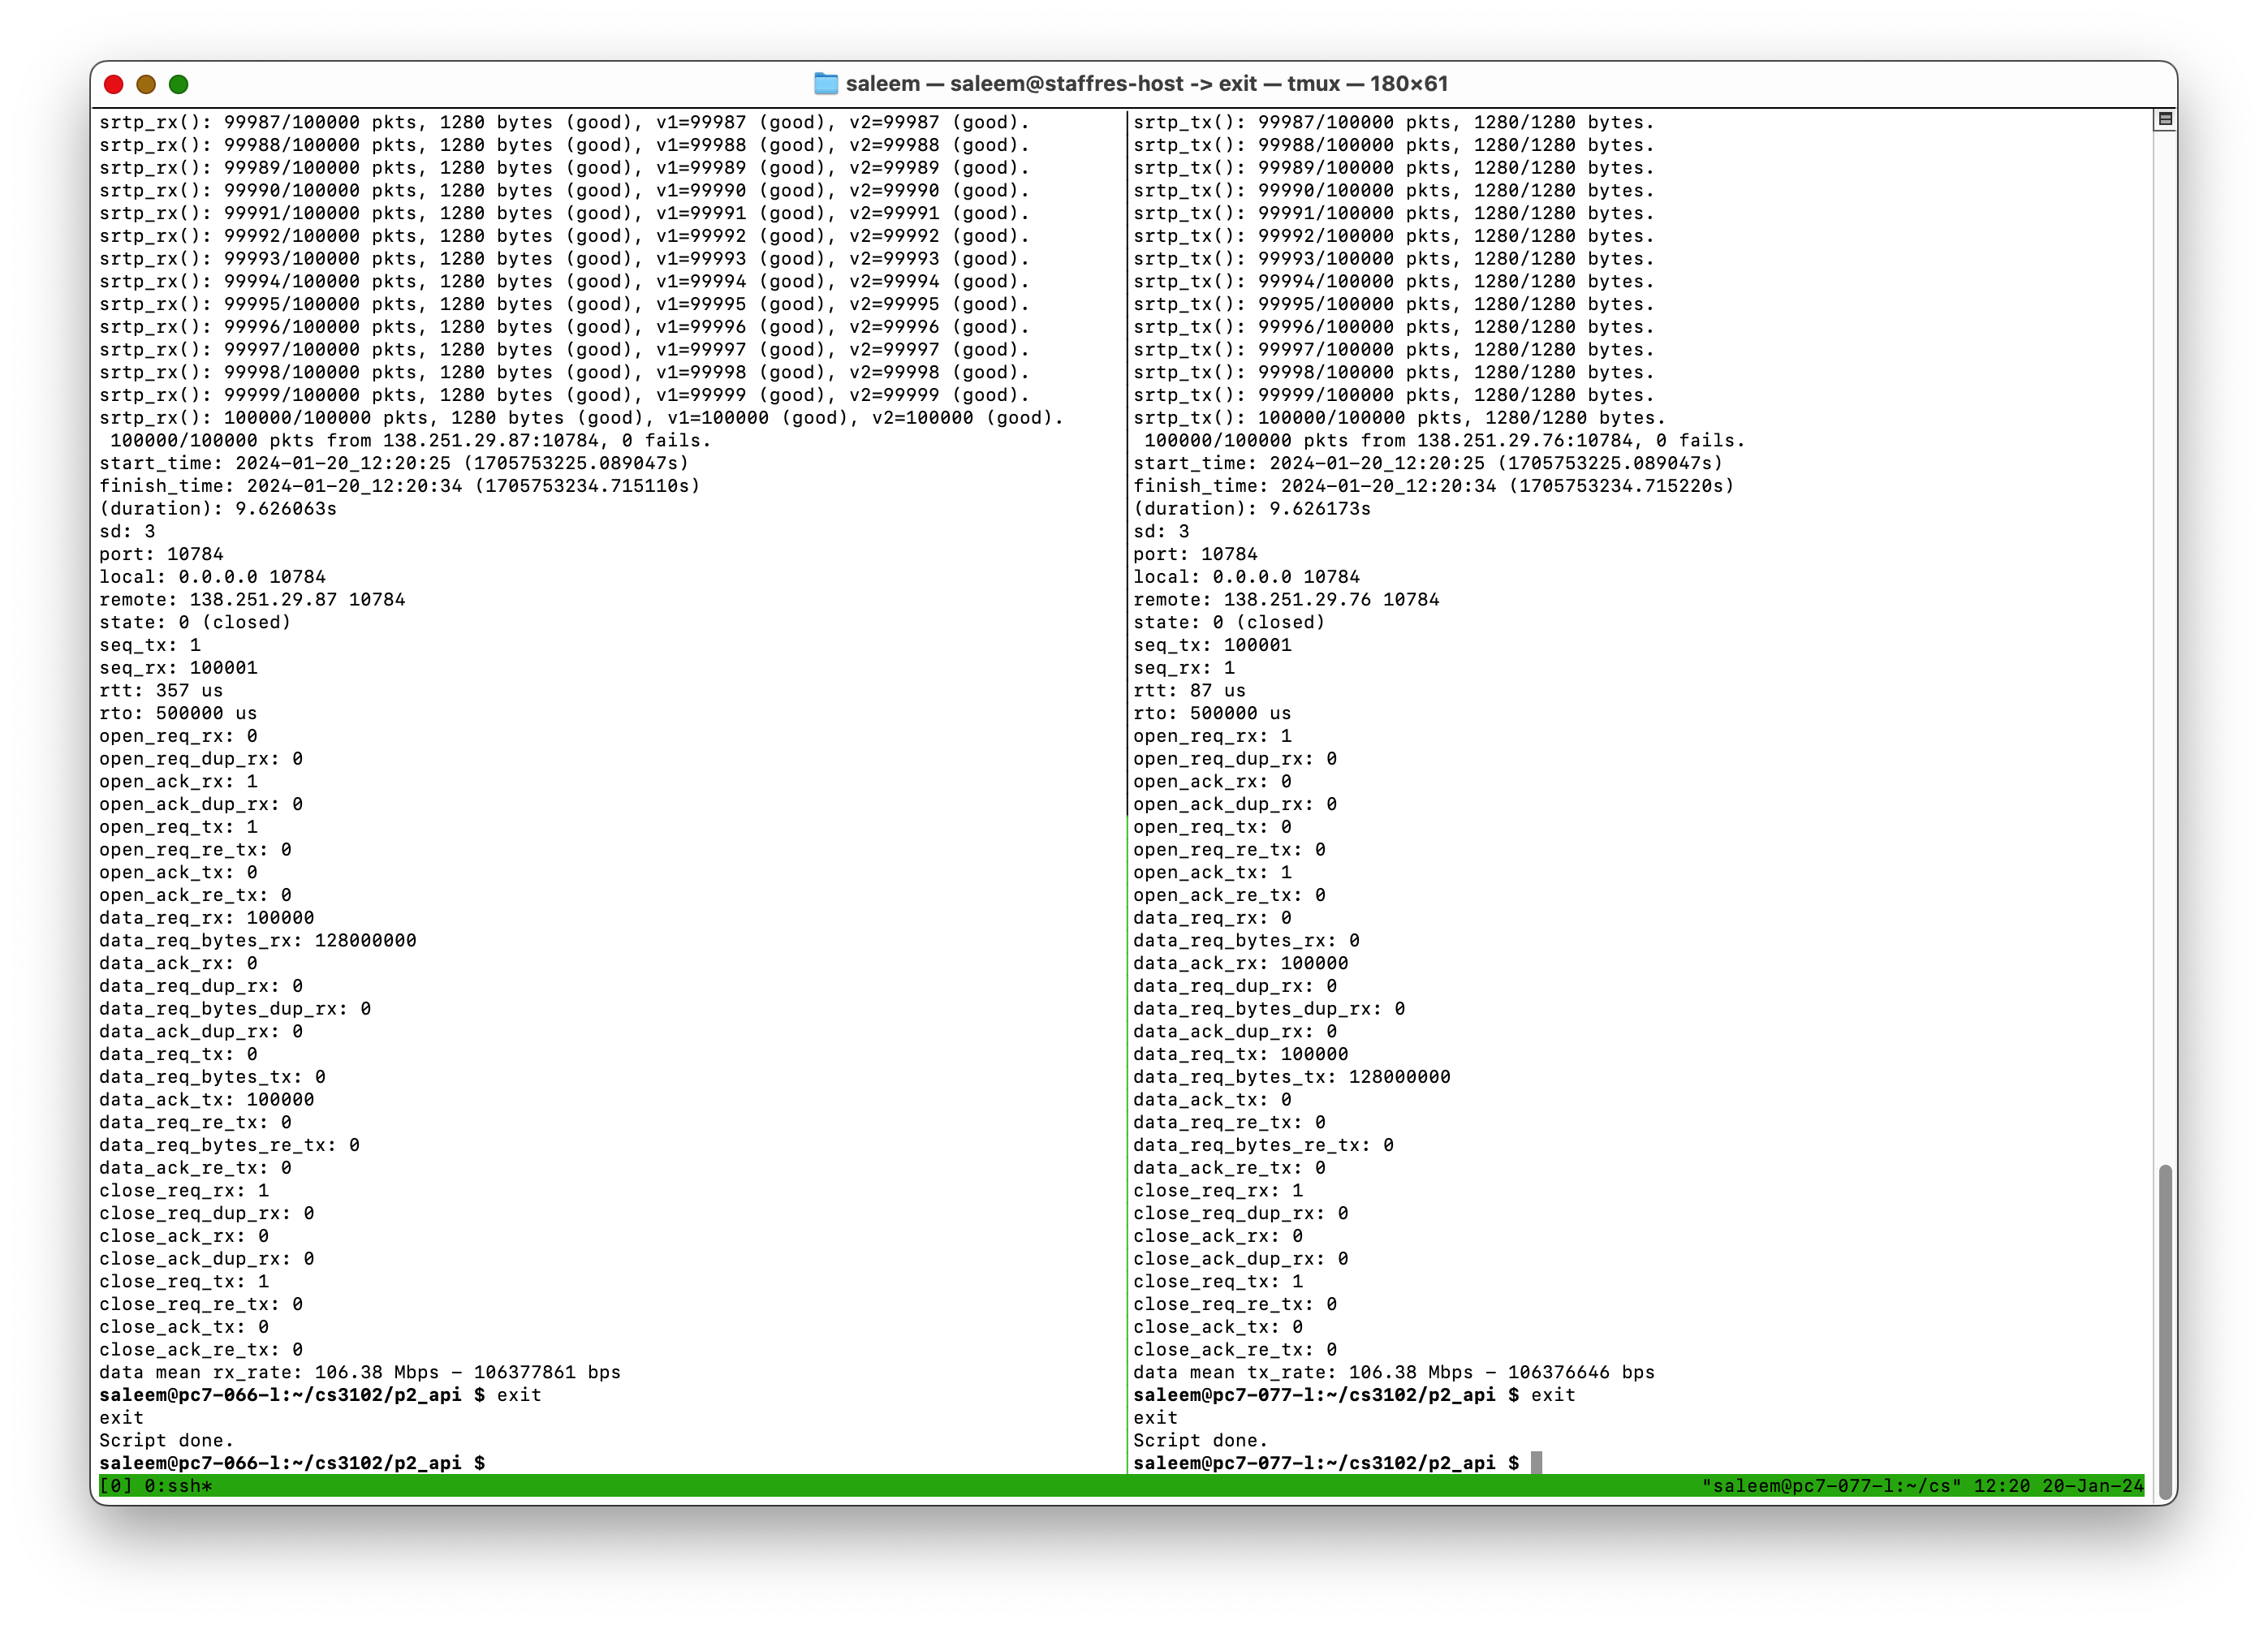 saleem — saleem@staffres-host -> exit — tmux — 180×61
srtp_rx(): 99987/100000 pkts, 1280 bytes (good), v1=99987 (good), v2=99987 (good).
srtp_rx(): 99988/100000 pkts, 1280 bytes (good), v1=99988 (good), v2=99988 (good).
srtp_rx(): 99989/100000 pkts, 1280 bytes (good), v1=99989 (good), v2=99989 (good).
srtp_rx(): 99990/100000 pkts, 1280 bytes (good), v1=99990 (good), v2=99990 (good).
srtp_rx(): 99991/100000 pkts, 1280 bytes (good), v1=99991 (good), v2=99991 (good).
srtp_rx(): 99992/100000 pkts, 1280 bytes (good), v1=99992 (good), v2=99992 (good).
srtp_rx(): 99993/100000 pkts, 1280 bytes (good), v1=99993 (good), v2=99993 (good).
srtp_rx(): 99994/100000 pkts, 1280 bytes (good), v1=99994 (good), v2=99994 (good).
srtp_rx(): 99995/100000 pkts, 1280 bytes (good), v1=99995 (good), v2=99995 (good).
srtp_rx(): 99996/100000 pkts, 1280 bytes (good), v1=99996 (good), v2=99996 (good).
srtp_rx(): 99997/100000 pkts, 1280 bytes (good), v1=99997 (good), v2=99997 (good).
srtp_rx(): 99998/100000 pkts, 1280 bytes (good), v1=99998 (good), v2=99998 (good).
srtp_rx(): 99999/100000 pkts, 1280 bytes (good), v1=99999 (good), v2=99999 (good).
srtp_rx(): 100000/100000 pkts, 1280 bytes (good), v1=100000 (good), v2=100000 (good).
100000/100000 pkts from 138.251.29.87:10784, 0 fails.
start_time: 2024-01-20_12:20:25 (1705753225.089047s)
finish_time: 2024-01-20_12:20:34 (1705753234.715110s)
(duration): 9.626063s
sd: 3
port: 10784
local: 0.0.0.0 10784
remote: 138.251.29.87 10784
state: 0 (closed)
seq_tx: 1
seq_rx: 100001
rtt: 357 us
rto: 500000 us
open_req_rx: 0
open_req_dup_rx: 0
open_ack_rx: 1
open_ack_dup_rx: 0
open_req_tx: 1
open_req_re_tx: 0
open_ack_tx: 0
open_ack_re_tx: 0
data_req_rx: 100000
data_req_bytes_rx: 128000000
data_ack_rx: 0
data_req_dup_rx: 0
data_req_bytes_dup_rx: 0
data_ack_dup_rx: 0
data_req_tx: 0
data_req_bytes_tx: 0
data_ack_tx: 100000
data_req_re_tx: 0
data_req_bytes_re_tx: 0
data_ack_re_tx: 0
close_req_rx: 1
close_req_dup_rx: 0
close_ack_rx: 0
close_ack_dup_rx: 0
close_req_tx: 1
close_req_re_tx: 0
close_ack_tx: 0
close_ack_re_tx: 0
data mean rx_rate: 106.38 Mbps - 106377861 bps
saleem@pc7-066-l:~/cs3102/p2_api $ exit
exit
Script done.
saleem@pc7-066-l:~/cs3102/p2_api $
srtp_tx(): 99987/100000 pkts, 1280/1280 bytes.
srtp_tx(): 99988/100000 pkts, 1280/1280 bytes.
srtp_tx(): 99989/100000 pkts, 1280/1280 bytes.
srtp_tx(): 99990/100000 pkts, 1280/1280 bytes.
srtp_tx(): 99991/100000 pkts, 1280/1280 bytes.
srtp_tx(): 99992/100000 pkts, 1280/1280 bytes.
srtp_tx(): 99993/100000 pkts, 1280/1280 bytes.
srtp_tx(): 99994/100000 pkts, 1280/1280 bytes.
srtp_tx(): 99995/100000 pkts, 1280/1280 bytes.
srtp_tx(): 99996/100000 pkts, 1280/1280 bytes.
srtp_tx(): 99997/100000 pkts, 1280/1280 bytes.
srtp_tx(): 99998/100000 pkts, 1280/1280 bytes.
srtp_tx(): 99999/100000 pkts, 1280/1280 bytes.
srtp_tx(): 100000/100000 pkts, 1280/1280 bytes.
100000/100000 pkts from 138.251.29.76:10784, 0 fails.
start_time: 2024-01-20_12:20:25 (1705753225.089047s)
finish_time: 2024-01-20_12:20:34 (1705753234.715220s)
(duration): 9.626173s
sd: 3
port: 10784
local: 0.0.0.0 10784
remote: 138.251.29.76 10784
state: 0 (closed)
seq_tx: 100001
seq_rx: 1
rtt: 87 us
rto: 500000 us
open_req_rx: 1
open_req_dup_rx: 0
open_ack_rx: 0
open_ack_dup_rx: 0
open_req_tx: 0
open_req_re_tx: 0
open_ack_tx: 1
open_ack_re_tx: 0
data_req_rx: 0
data_req_bytes_rx: 0
data_ack_rx: 100000
data_req_dup_rx: 0
data_req_bytes_dup_rx: 0
data_ack_dup_rx: 0
data_req_tx: 100000
data_req_bytes_tx: 128000000
data_ack_tx: 0
data_req_re_tx: 0
data_req_bytes_re_tx: 0
data_ack_re_tx: 0
close_req_rx: 1
close_req_dup_rx: 0
close_ack_rx: 0
close_ack_dup_rx: 0
close_req_tx: 1
close_req_re_tx: 0
close_ack_tx: 0
close_ack_re_tx: 0
data mean tx_rate: 106.38 Mbps - 106376646 bps
saleem@pc7-077-l:~/cs3102/p2_api $ exit
exit
Script done.
saleem@pc7-077-l:~/cs3102/p2_api $
[0] 0:ssh* "saleem@pc7-077-l:~/cs" 12:20 20-Jan-24